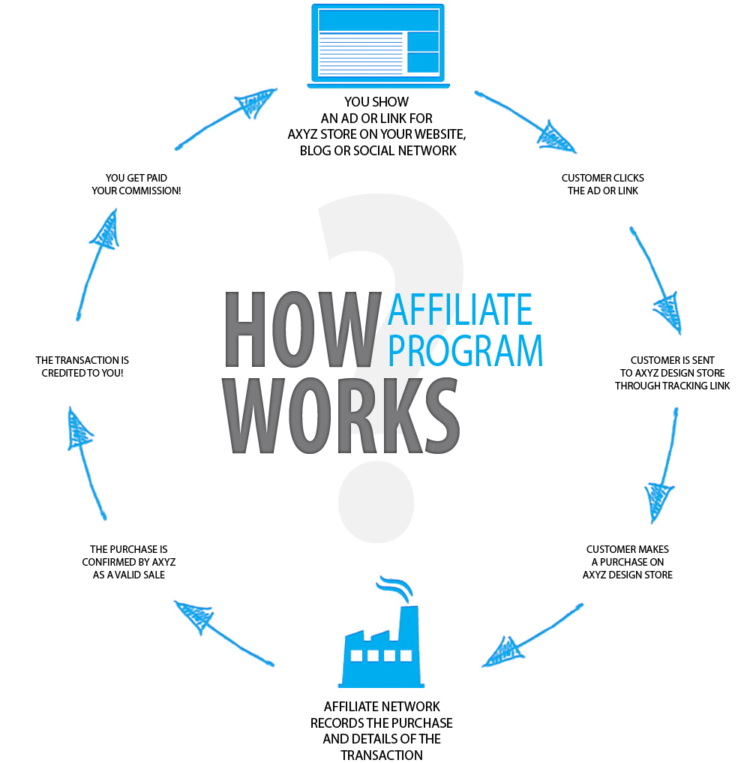 YOU SHOW
AN AD OR LINK FOR
AXYZ STORE ON YOUR WEBSITE,
BLOG OR SOCIAL NETWORK
CUSTOMER CLICKS
THE AD OR LINK
CUSTOMER IS SENT
TO AXYZ DESIGN STORE
THROUGH TRACKING LINK
CUSTOMER MAKES
A PURCHASE ON
AXYZ DESIGN STORE
AFFILIATE NETWORK
RECORDS THE PURCHASE
AND DETAILS OF THE
TRANSACTION
THE PURCHASE IS
CONFIRMED BY AXYZ
AS A VALID SALE
THE TRANSACTION IS
CREDITED TO YOU!
YOU GET PAID
YOUR COMMISSION!
HOW AFFILIATE
PROGRAM
WORKS
?